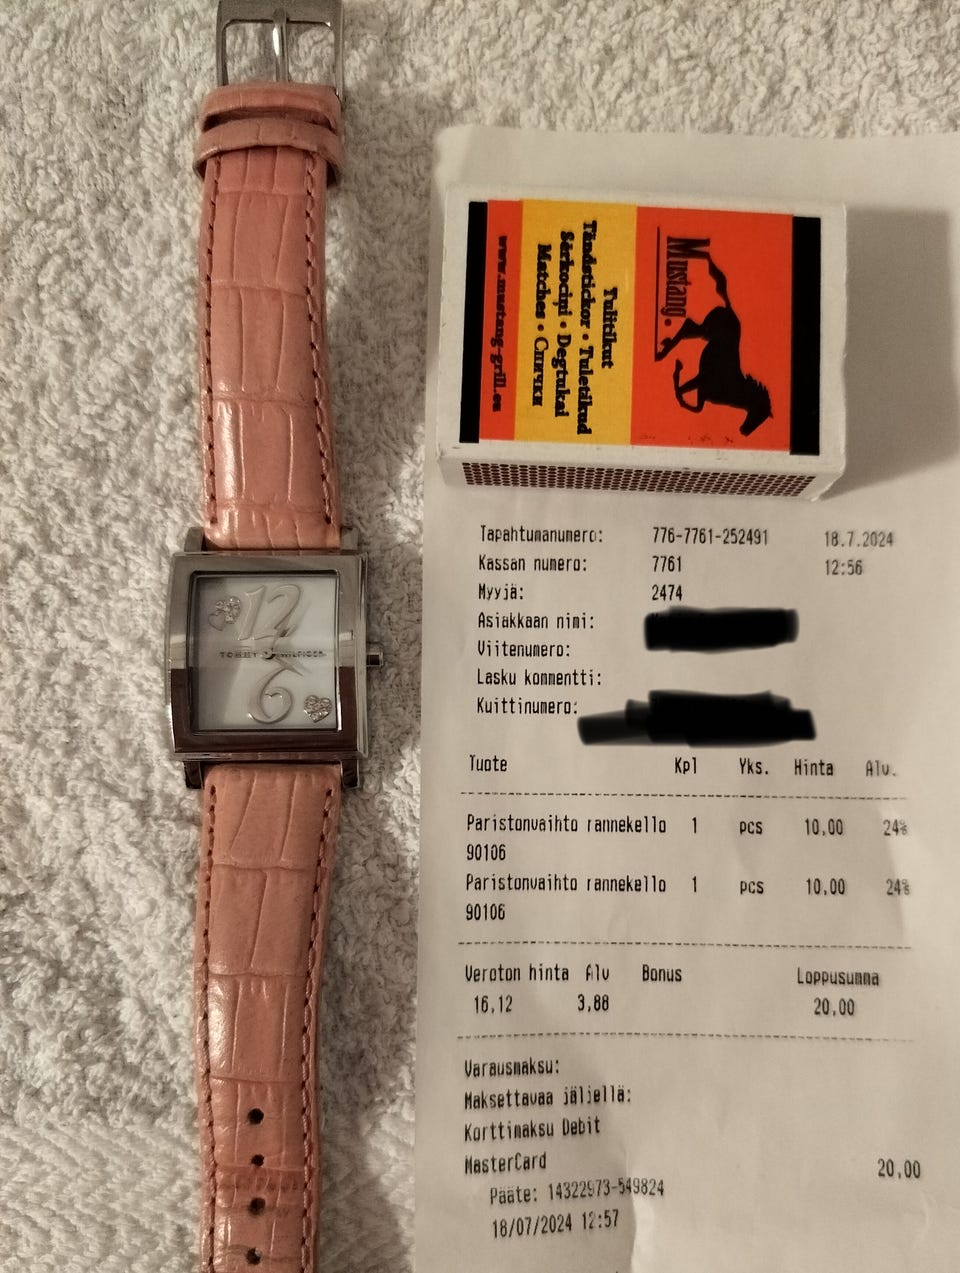 12
TOMMY HILFIGER
6
Mustang
Tulitikut
Tändstickor • Tuletikud
Sērkociņi • Degtukai
Matches • Спички
www.mustang-grill.eu
Tapahtumanumero: 776-7761-252491 18.7.2024
Kassan numero: 7761 12:56
Myyjä: 2474
Asiakkaan nimi:
Viitenumero:
Lasku kommentti:
Kuittinumero:
Tuote Kpl Yks. Hinta Alv.
Paristonvaihto rannekello 1 pcs 10,00 24%
90106
Paristonvaihto rannekello 1 pcs 10,00 24%
90106
Veroton hinta Alv Bonus Loppusumma
16,12 3,88 20,00
Varausmaksu:
Maksettavaa jäljellä:
Korttimaksu Debit
MasterCard 20,00
Pääte: 14322973-549824
18/07/2024 12:57